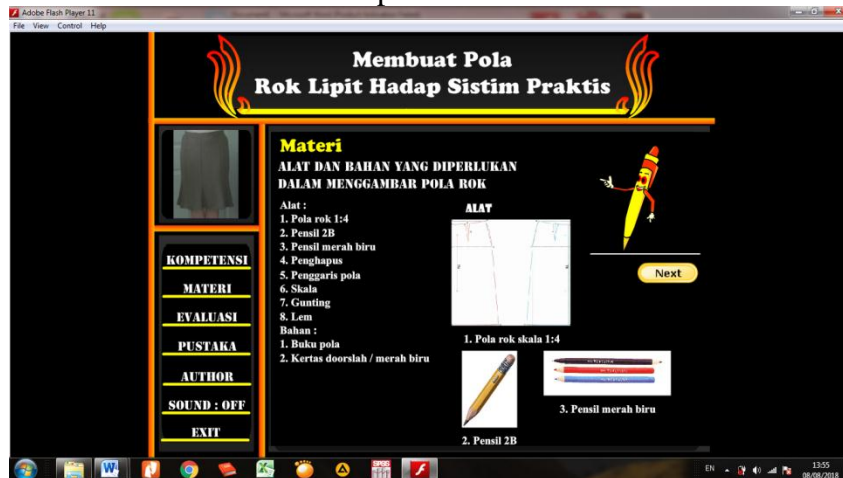 Adobe Flash Player 11
File View Control Help
Membuat Pola
Rok Lipit Hadap Sistim Praktis
KOMPETENSI
MATERI
EVALUASI
PUSTAKA
AUTHOR
SOUND : OFF
EXIT
Materi
ALAT DAN BAHAN YANG DIPERLUKAN
DALAM MENGGAMBAR POLA ROK
Alat :
1. Pola rok 1:4
2. Pensil 2B
3. Pensil merah biru
4. Penghapus
5. Penggaris pola
6. Skala
7. Gunting
8. Lem
Bahan :
1. Buku pola
2. Kertas doorslah / merah biru
ALAT
1. Pola rok skala 1:4
2. Pensil 2B
3. Pensil merah biru
Next
SPSS
EN
13:55
08/08/2018